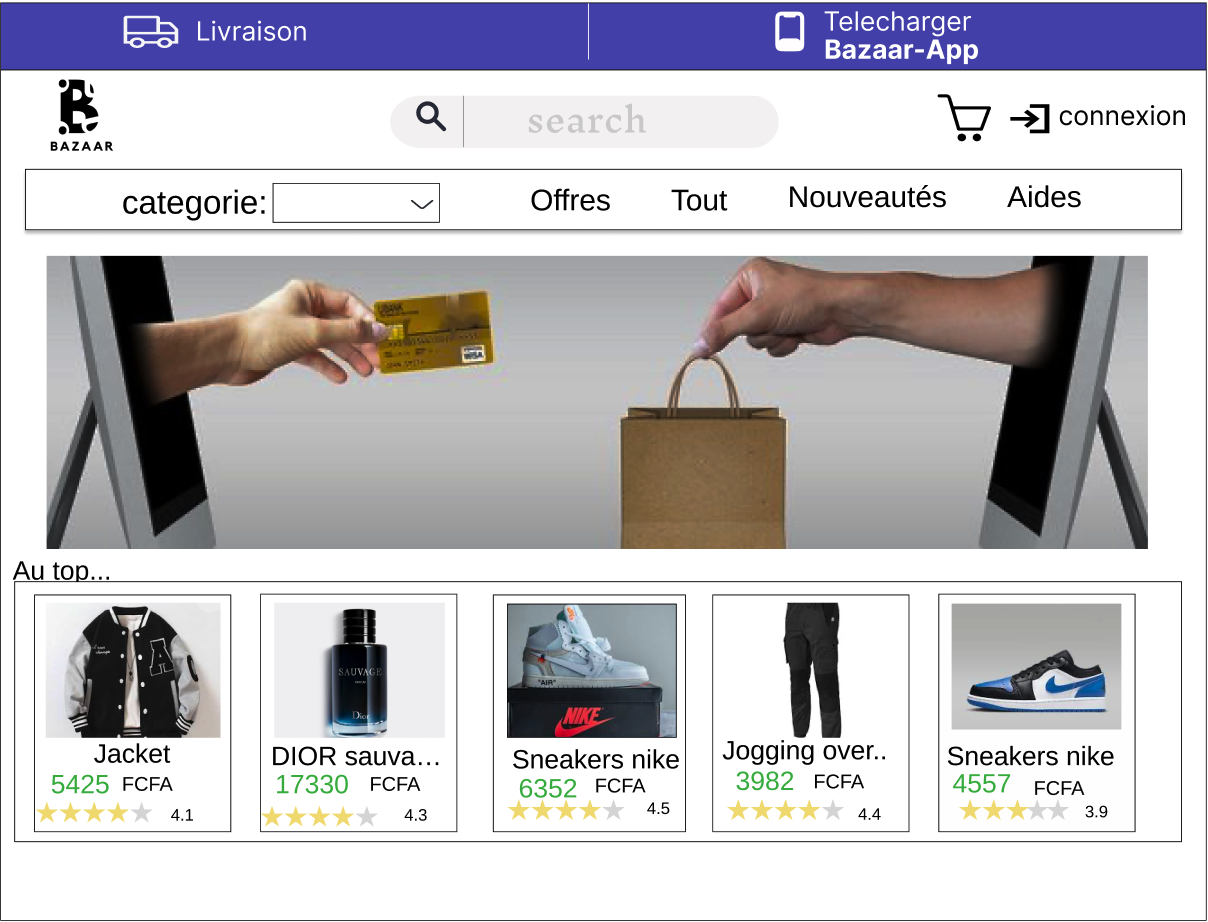 Livraison
Telecharger
Bazaar-App
BAZAAR
search
connexion
categorie:
Offres
Tout
Nouveautés
Aides
VISA
Au top...
A
SAUVAGE
Dior
"AIR"
NIKE
Jacket
5425 FCFA
4.1
DIOR sauva...
17330 FCFA
4.3
Sneakers nike
6352 FCFA
4.5
Jogging over..
3982 FCFA
4.4
Sneakers nike
4557 FCFA
3.9